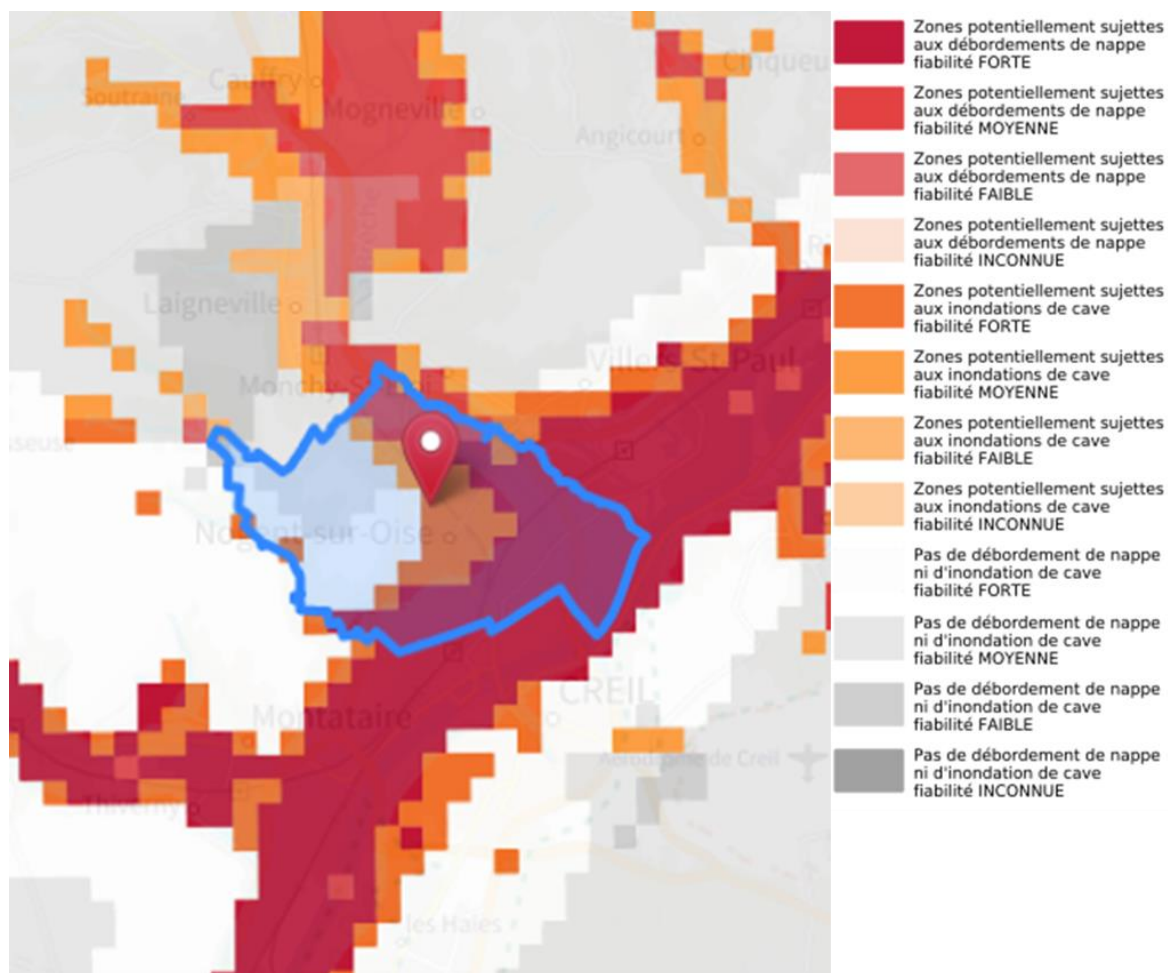 Cauffry
Soutraine
Mogneville
Cinqueu
Angicourt
Laigneville
Villers-St-Paul
Monchy-St-Eloi
Nogent-sur-Oise
CREIL
Montataire
Aérodrome de Creil
Thiverny
les Haies
Zones potentiellement sujettes
aux débordements de nappe
fiabilité FORTE
Zones potentiellement sujettes
aux débordements de nappe
fiabilité MOYENNE
Zones potentiellement sujettes
aux débordements de nappe
fiabilité FAIBLE
Zones potentiellement sujettes
aux débordements de nappe
fiabilité INCONNUE
Zones potentiellement sujettes
aux inondations de cave
fiabilité FORTE
Zones potentiellement sujettes
aux inondations de cave
fiabilité MOYENNE
Zones potentiellement sujettes
aux inondations de cave
fiabilité FAIBLE
Zones potentiellement sujettes
aux inondations de cave
fiabilité INCONNUE
Pas de débordement de nappe
ni d'inondation de cave
fiabilité FORTE
Pas de débordement de nappe
ni d'inondation de cave
fiabilité MOYENNE
Pas de débordement de nappe
ni d'inondation de cave
fiabilité FAIBLE
Pas de débordement de nappe
ni d'inondation de cave
fiabilité INCONNUE